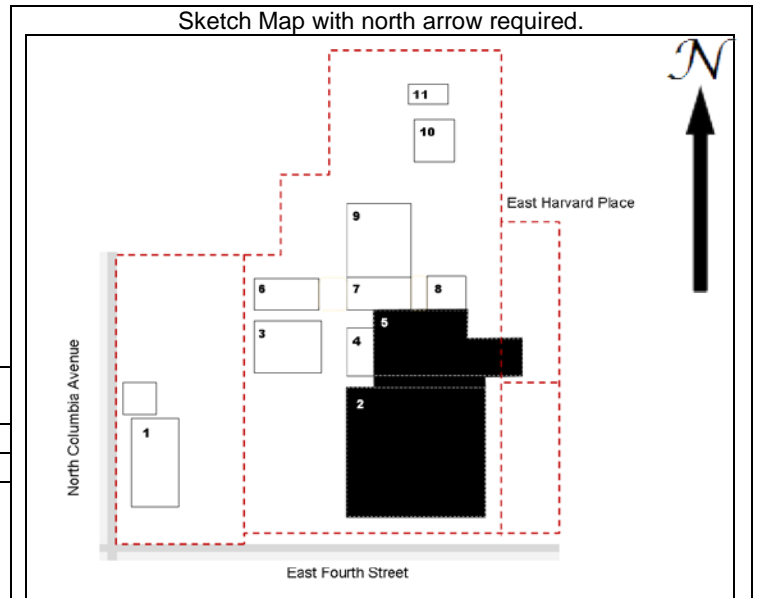 Sketch Map with north arrow required.
N
11
10
East Harvard Place
9
6
7
8
5
3
4
2
1
North Columbia Avenue
East Fourth Street